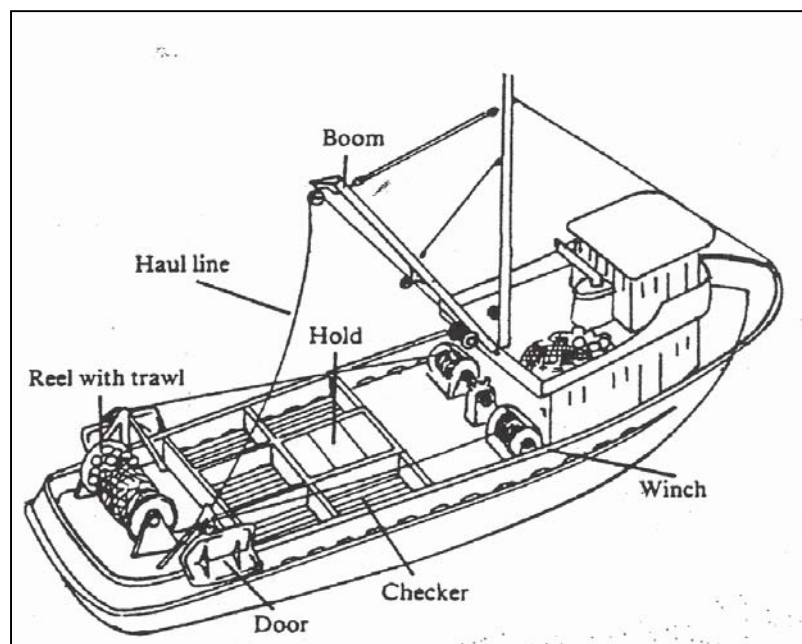 Boom
Haul line
Hold
Reel with trawl
Winch
Checker
Door